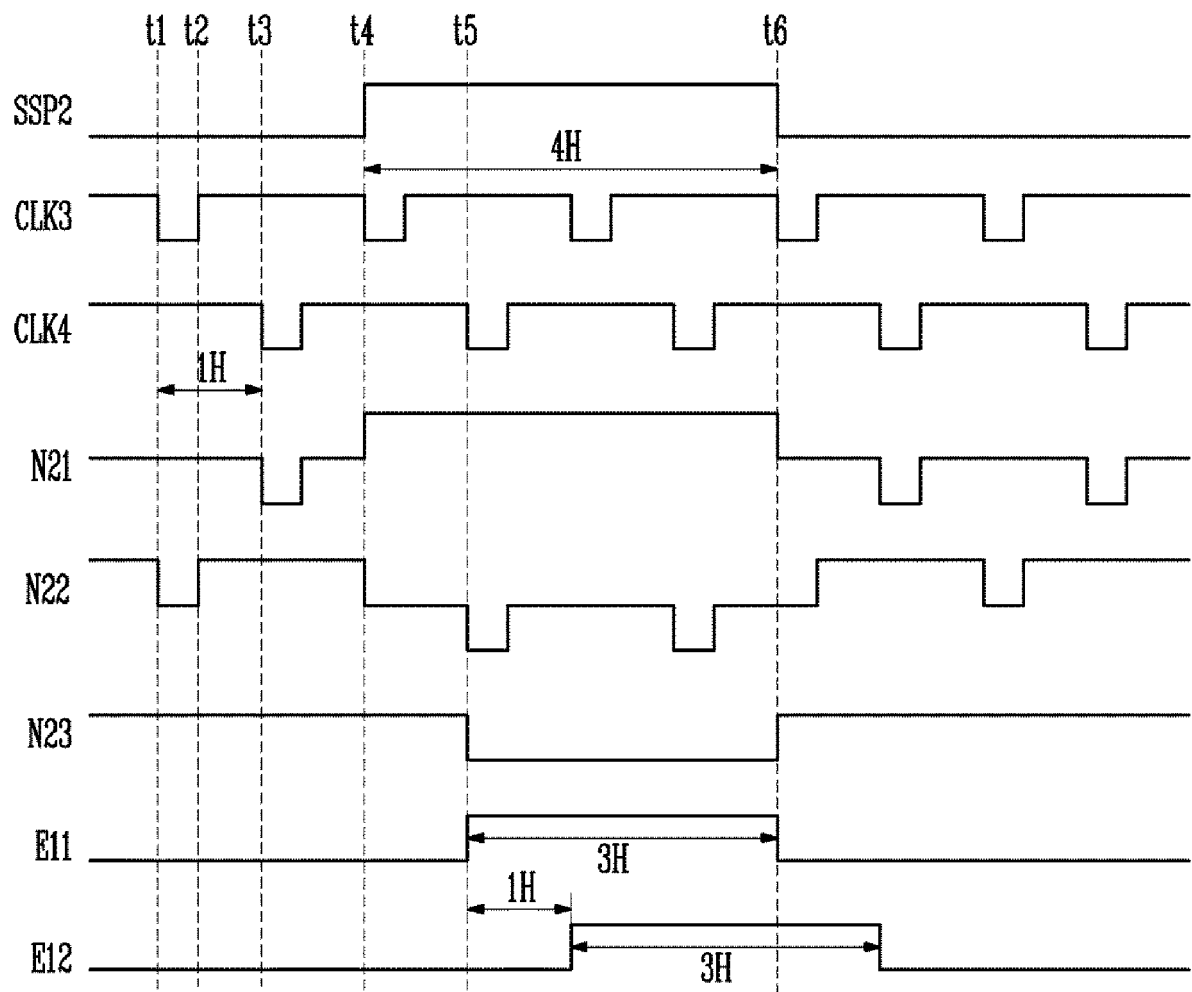 t1 t2 t3 t4 t5 t6
SSP2
4H
CLK3
CLK4
1H
N21
N22
N23
E11
3H
1H
E12
3H